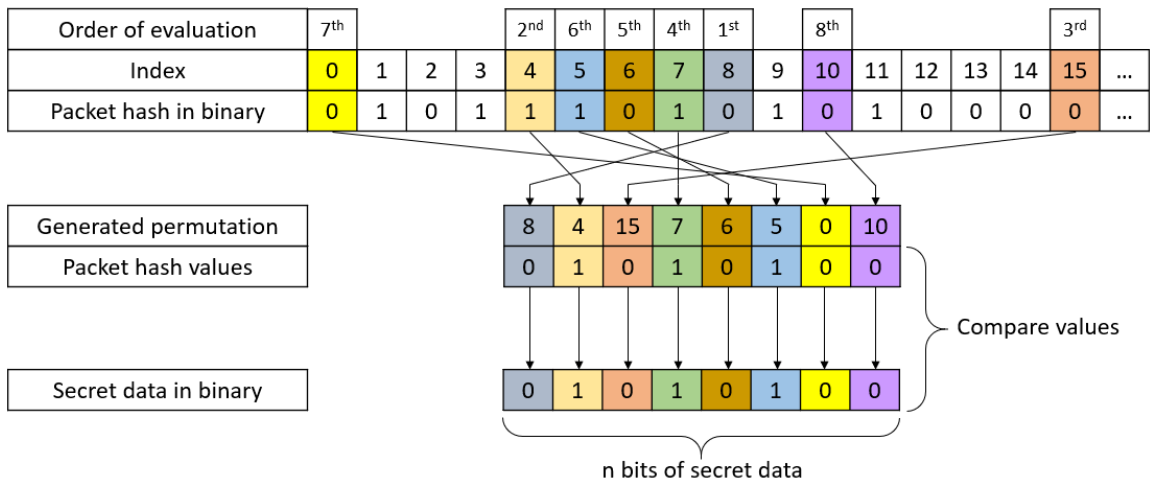 Order of evaluation 7th 2nd 6th 5th 4th 1st 8th 3rd
Index 0 1 2 3 4 5 6 7 8 9 10 11 12 13 14 15 ...
Packet hash in binary 0 1 0 1 1 1 0 1 0 1 0 1 0 0 0 0 ...
Generated permutation 8 4 15 7 6 5 0 10
Packet hash values 0 1 0 1 0 1 0 0
Compare values
Secret data in binary 0 1 0 1 0 1 0 0
n bits of secret data